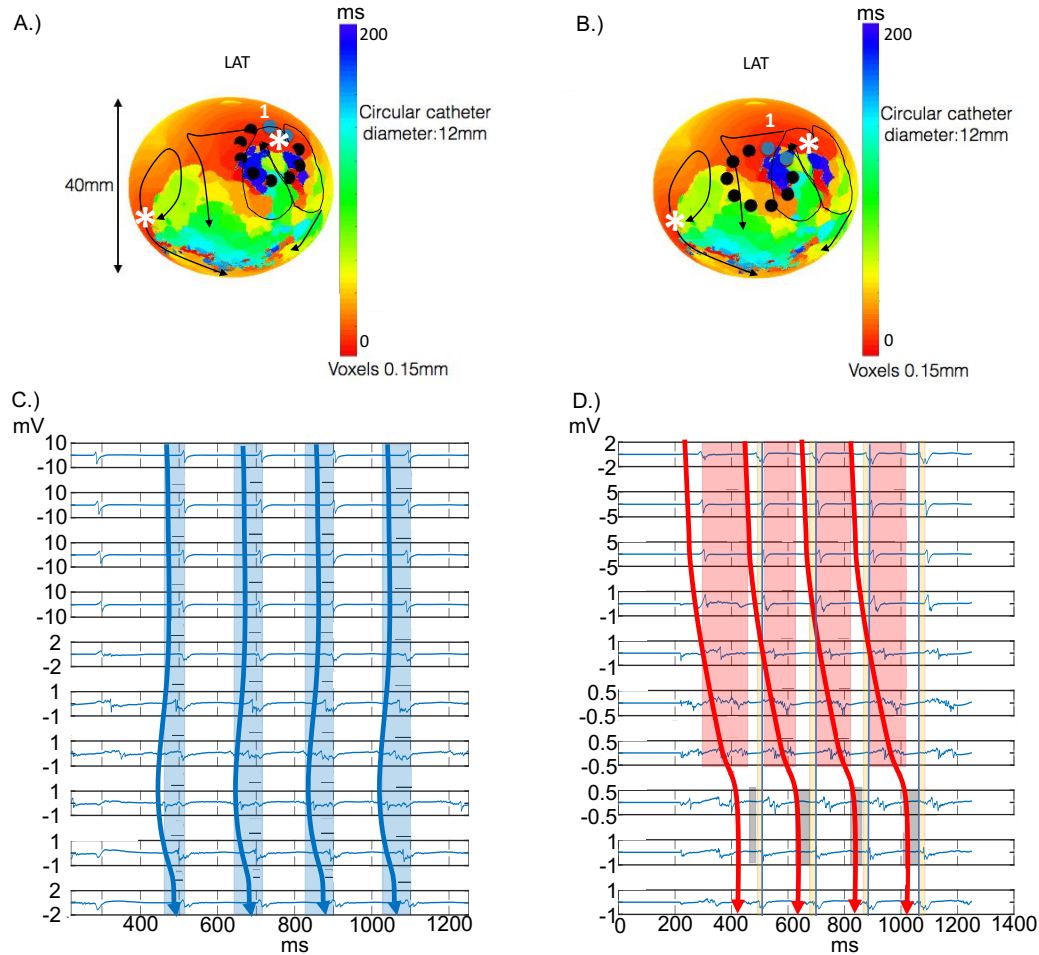 A.)
ms
200
LAT
1
*
*
40mm
Circular catheter
diameter:12mm
0
Voxels 0.15mm
B.)
ms
200
LAT
1
*
*
Circular catheter
diameter:12mm
0
Voxels 0.15mm
C.)
mV
10
-10
10
-10
10
-10
10
-10
2
-2
1
-1
1
-1
1
-1
1
-1
2
-2
400 600 800 1000 1200
ms
D.)
mV
2
-2
5
-5
5
-5
1
-1
1
-1
0.5
-0.5
0.5
-0.5
0.5
-0.5
1
-1
1
-1
0 200 400 600 800 1000 1200 1400
ms